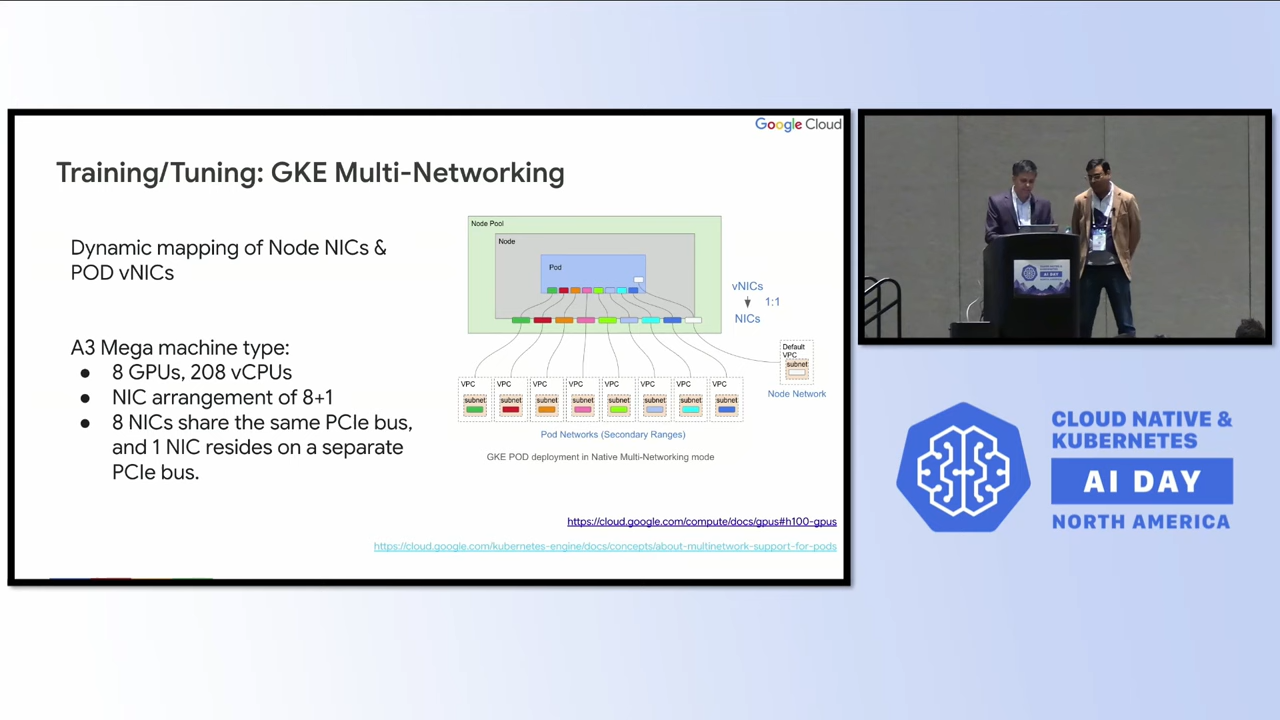 Google Cloud
Training/Tuning: GKE Multi-Networking
Dynamic mapping of Node NICs &
POD vNICs
A3 Mega machine type:
● 8 GPUs, 208 vCPUs
● NIC arrangement of 8+1
● 8 NICs share the same PCIe bus,
and 1 NIC resides on a separate
PCIe bus.
Node Pool
Node
Pod
vNICs
1:1
NICs
Default
VPC
subnet
Node Network
VPC VPC VPC VPC VPC VPC VPC VPC
subnet subnet subnet subnet subnet subnet subnet subnet
Pod Networks (Secondary Ranges)
GKE POD deployment in Native Multi-Networking mode
https://cloud.google.com/compute/docs/gpus#h100-gpus
https://cloud.google.com/kubernetes-engine/docs/concepts/about-multinetwork-support-for-pods
AI DAY
CLOUD NATIVE &
KUBERNETES
AI DAY
NORTH AMERICA